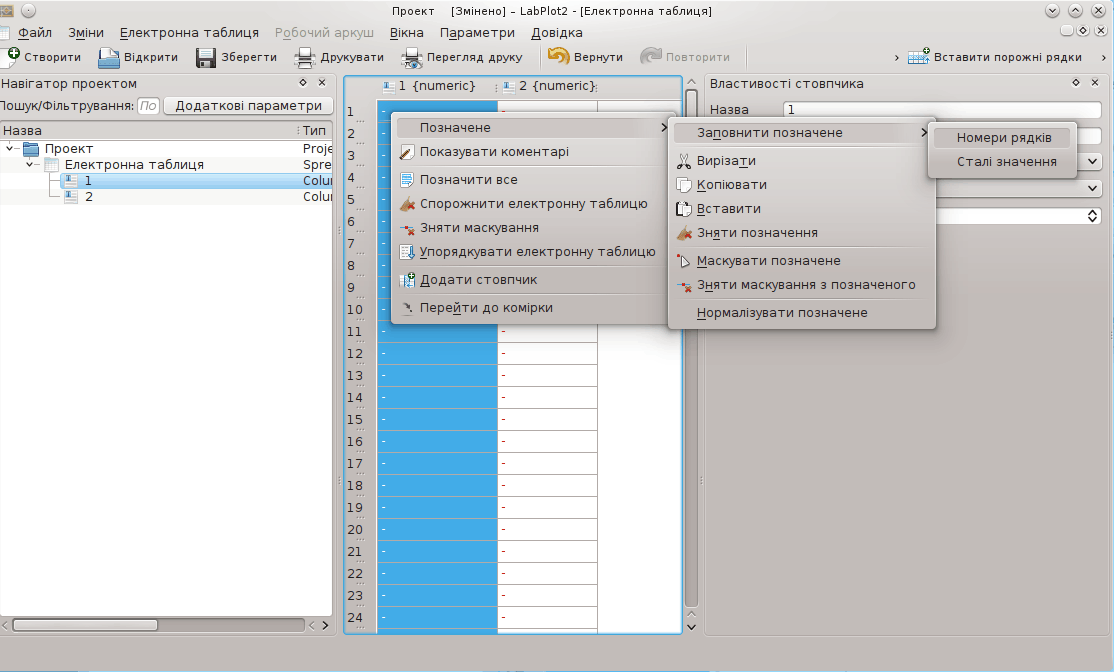 Проект    [Змінено] – LabPlot2 - [Електронна таблиця]
Файл Зміни Електронна таблиця Робочий аркуш Вікна Параметри Довідка
Створити Відкрити Зберегти Друкувати Перегляд друку Вернути Повторити Вставити порожні рядки
Навігатор проектом
Пошук/Фільтрування: По Додаткові параметри
Назва Тип
Проект Proje
Електронна таблиця Spre
1 Colur
2 Colur
1 {numeric} 2 {numeric}
1
2
3
4
5
6
7
8
9
10
11 - -
12 - -
13 - -
14 - -
15 - -
16 - -
17 - -
18 - -
19 - -
20 - -
21 - -
22 - -
23 - -
24 - -
Позначене
Показувати коментарі
Позначити все
Спорожнити електронну таблицю
Зняти маскування
Упорядкувати електронну таблицю
Додати стовпчик
Перейти до комірки
Заповнити позначене
Вирізати
Копіювати
Вставити
Зняти позначення
Маскувати позначене
Зняти маскування з позначеного
Нормалізувати позначене
Номери рядків
Сталі значення
Властивості стовпчика
Назва 1